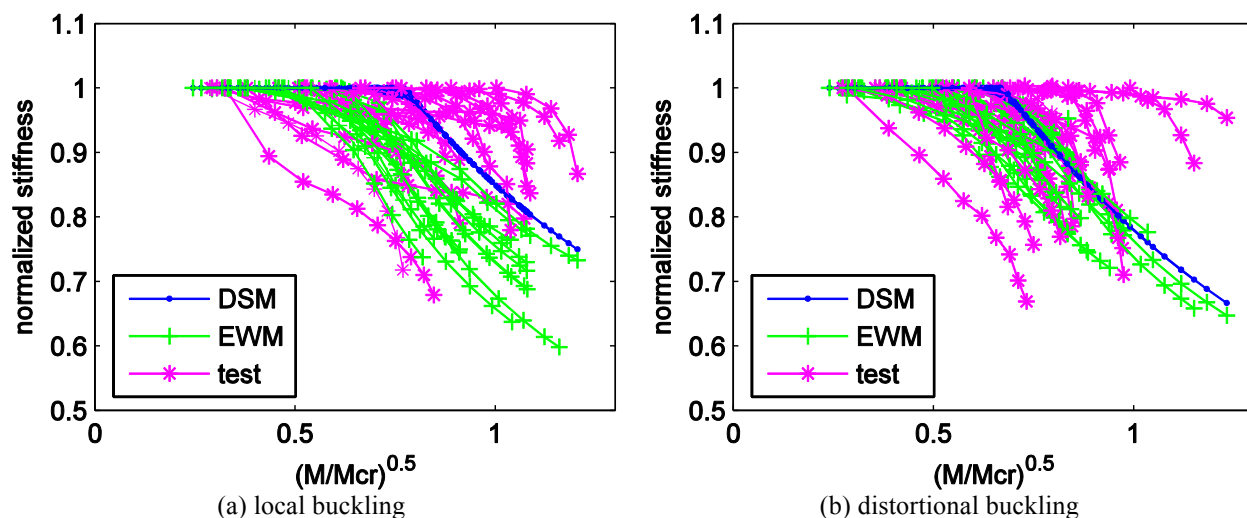 1.1
1
0.9
0.8
0.7
0.6
0.5
normalized stiffness
DSM
EWM
test
0
0.5
1
(M/Mcr)^0.5
(a) local buckling
1.1
1
0.9
0.8
0.7
0.6
0.5
normalized stiffness
DSM
EWM
test
0
0.5
1
(M/Mcr)^0.5
(b) distortional buckling